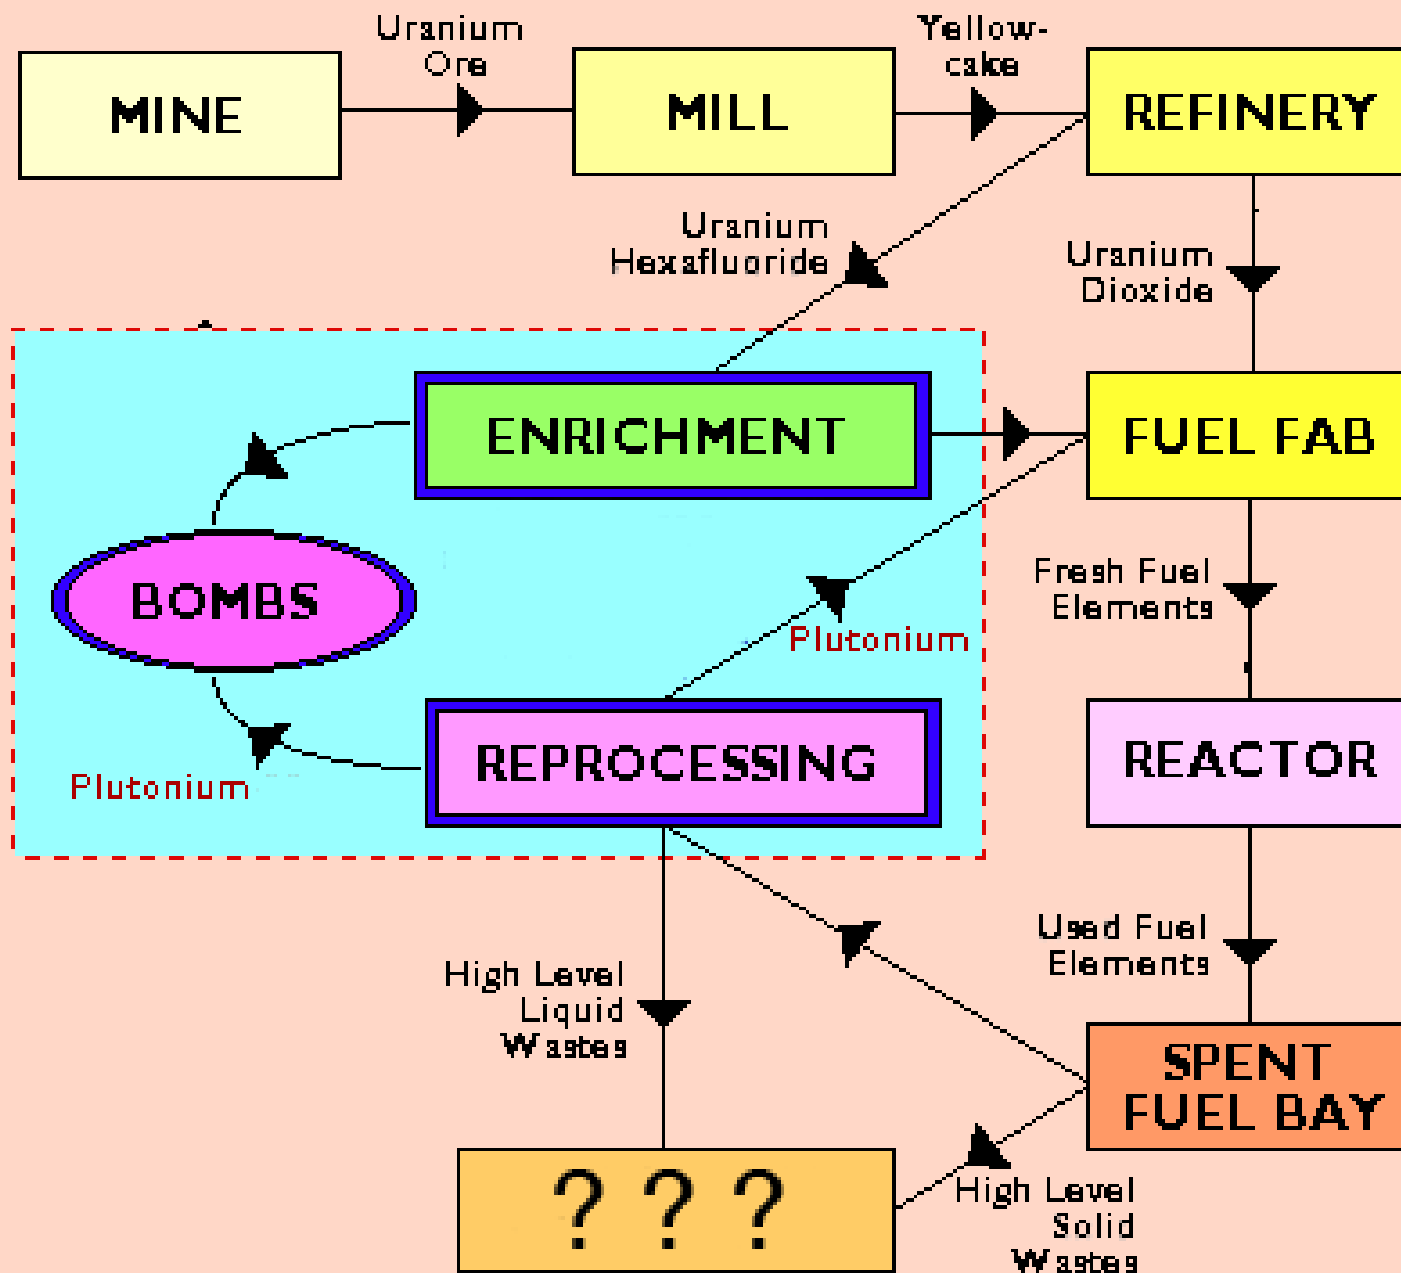 Uranium
Ore
Yellow-
cake
MINE
MILL
REFINERY
Uranium
Hexafluoride
Uranium
Dioxide
ENRICHMENT
FUEL FAB
BOMBS
Fresh Fuel
Elements
Plutonium
REPROCESSING
REACTOR
Plutonium
Used Fuel
Elements
High Level
Liquid
Wastes
SPENT
FUEL BAY
? ? ?
High Level
Solid
Wastes